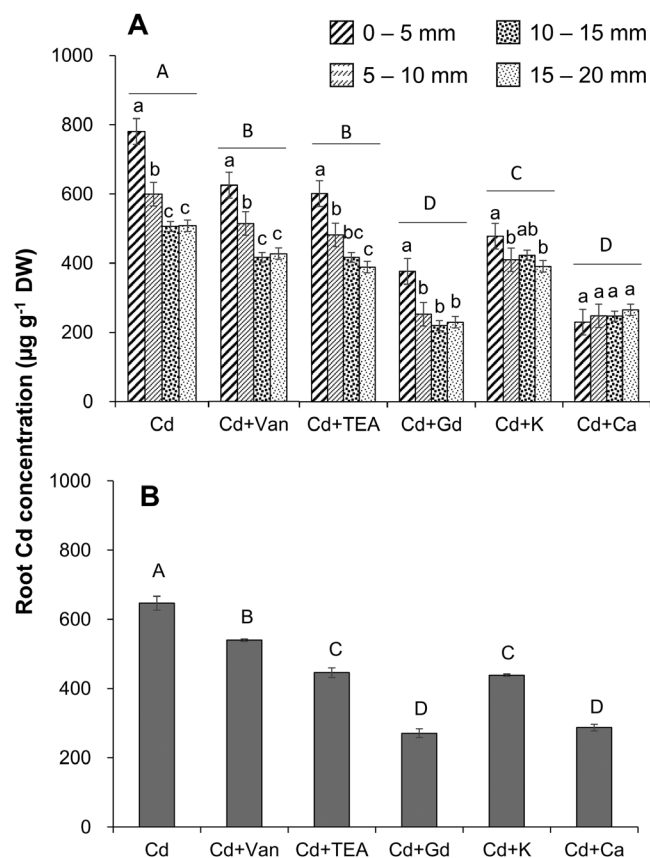 A
0 – 5 mm
10 – 15 mm
5 – 10 mm
15 – 20 mm
Root Cd concentration (µg g⁻¹ DW)
1000
800
600
400
200
0
A
B
B
D
C
D
a
b
c
c
a
b
c
c
a
b
bc
c
a
b
b
b
a
b
ab
b
a
a
a
a
Cd
Cd+Van
Cd+TEA
Cd+Gd
Cd+K
Cd+Ca
B
1000
800
600
400
200
0
A
B
C
D
C
D
Cd
Cd+Van
Cd+TEA
Cd+Gd
Cd+K
Cd+Ca